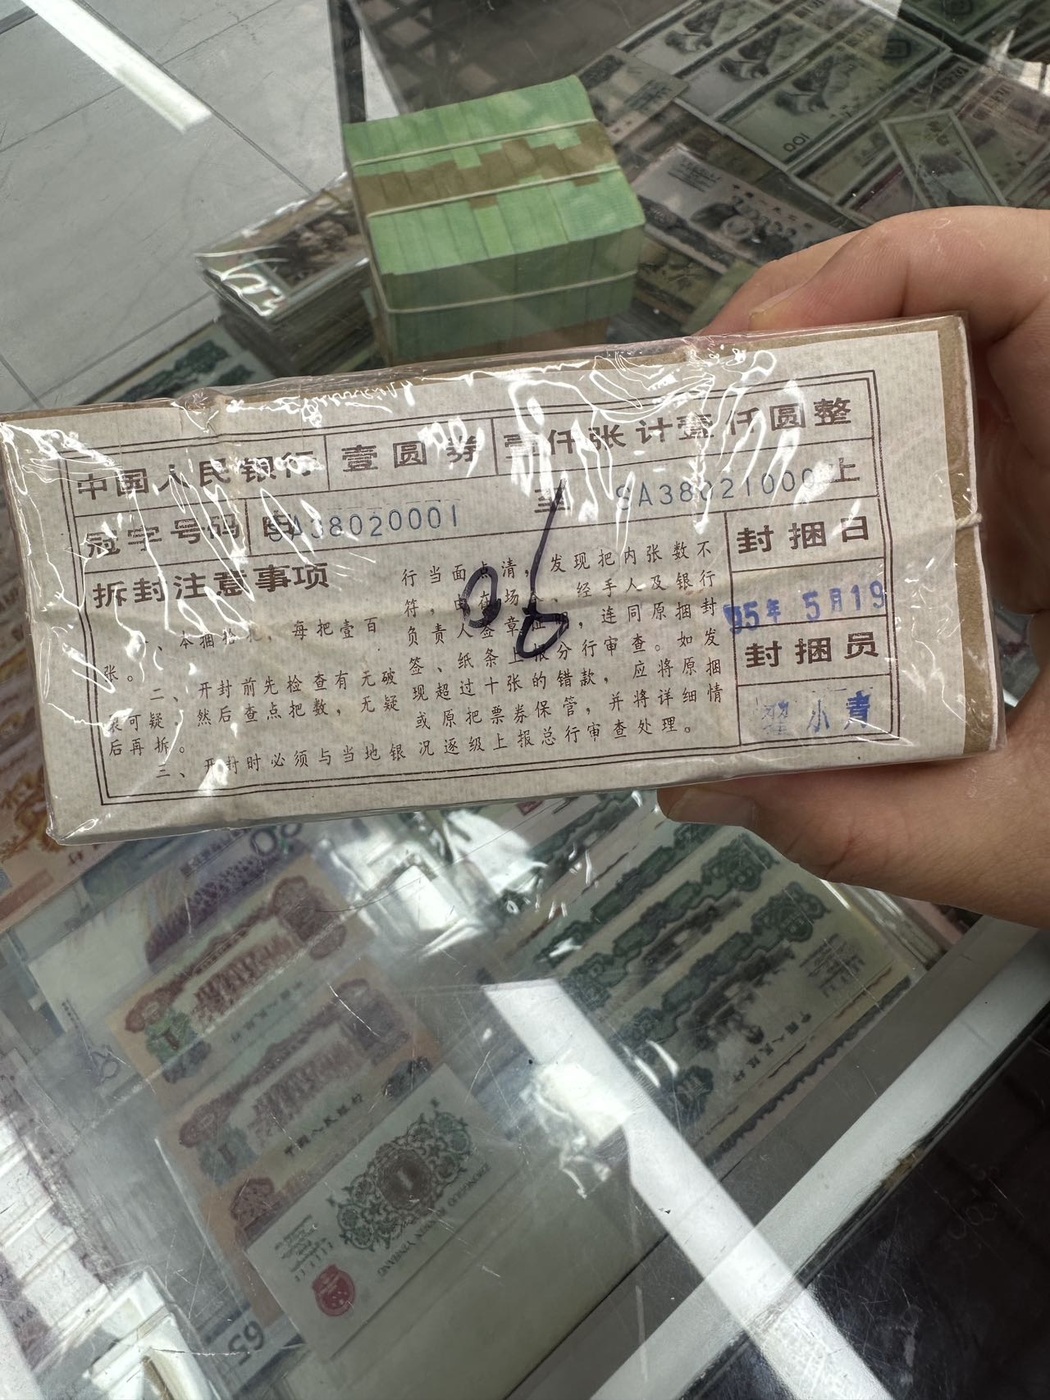 中国人民银行 壹圆券 壹仟张计壹仟圆整
冠字号码 SA38020001 至 SA38021000 上
拆封注意事项
一、本捆拾把,每把壹百
张。
二、开封前先检查有无破
裂可疑,然后查点把数,无疑
后再拆。
三、开封时必须与当地银
行当面点清,发现把内张数不
符,由在场 经手人及银行
负责人签章 连同原捆封
签、纸条上报分行审查。如发
现超过十张的错款,应将原捆
或原把票券保管,并将详细情
况逐级上报总行审查处理。
封捆日
95年 5月19
封捆员
小青
06
65